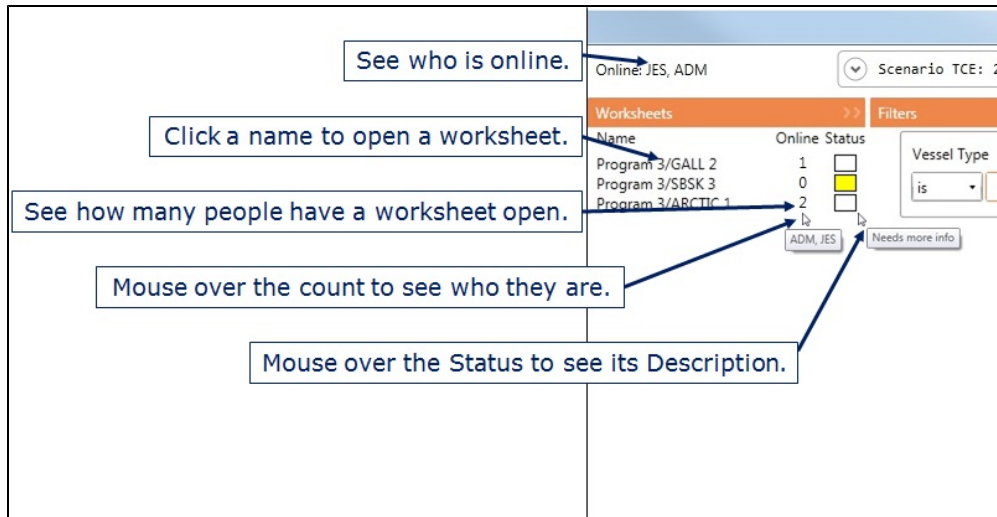 See who is online.
Online: JES, ADM
Scenario TCE: 2
Worksheets >> Filters
Click a name to open a worksheet.
Name Online Status
Vessel Type
Program 3/GALL 2 1
Program 3/SBSK 3 0
is
See how many people have a worksheet open.
Program 3/ARCTIC 1 2
ADM, JES
Needs more info
Mouse over the count to see who they are.
Mouse over the Status to see its Description.